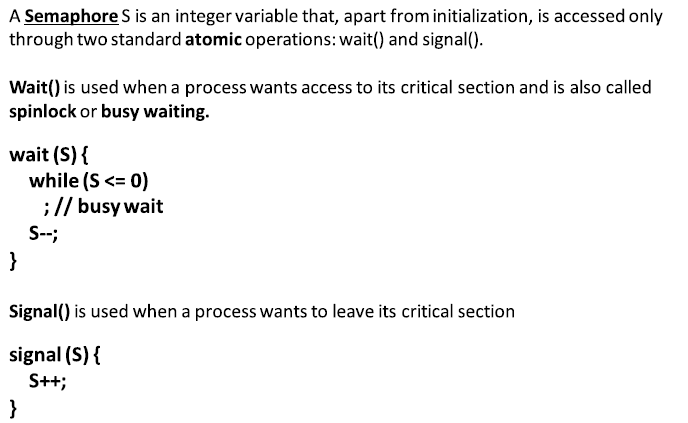 A Semaphore S is an integer variable that, apart from initialization, is accessed only
through two standard atomic operations: wait() and signal().
Wait() is used when a process wants access to its critical section and is also called
spinlock or busy waiting.
wait (S) {
while (S <= 0)
; // busy wait
S--;
}
Signal() is used when a process wants to leave its critical section
signal (S) {
S++;
}